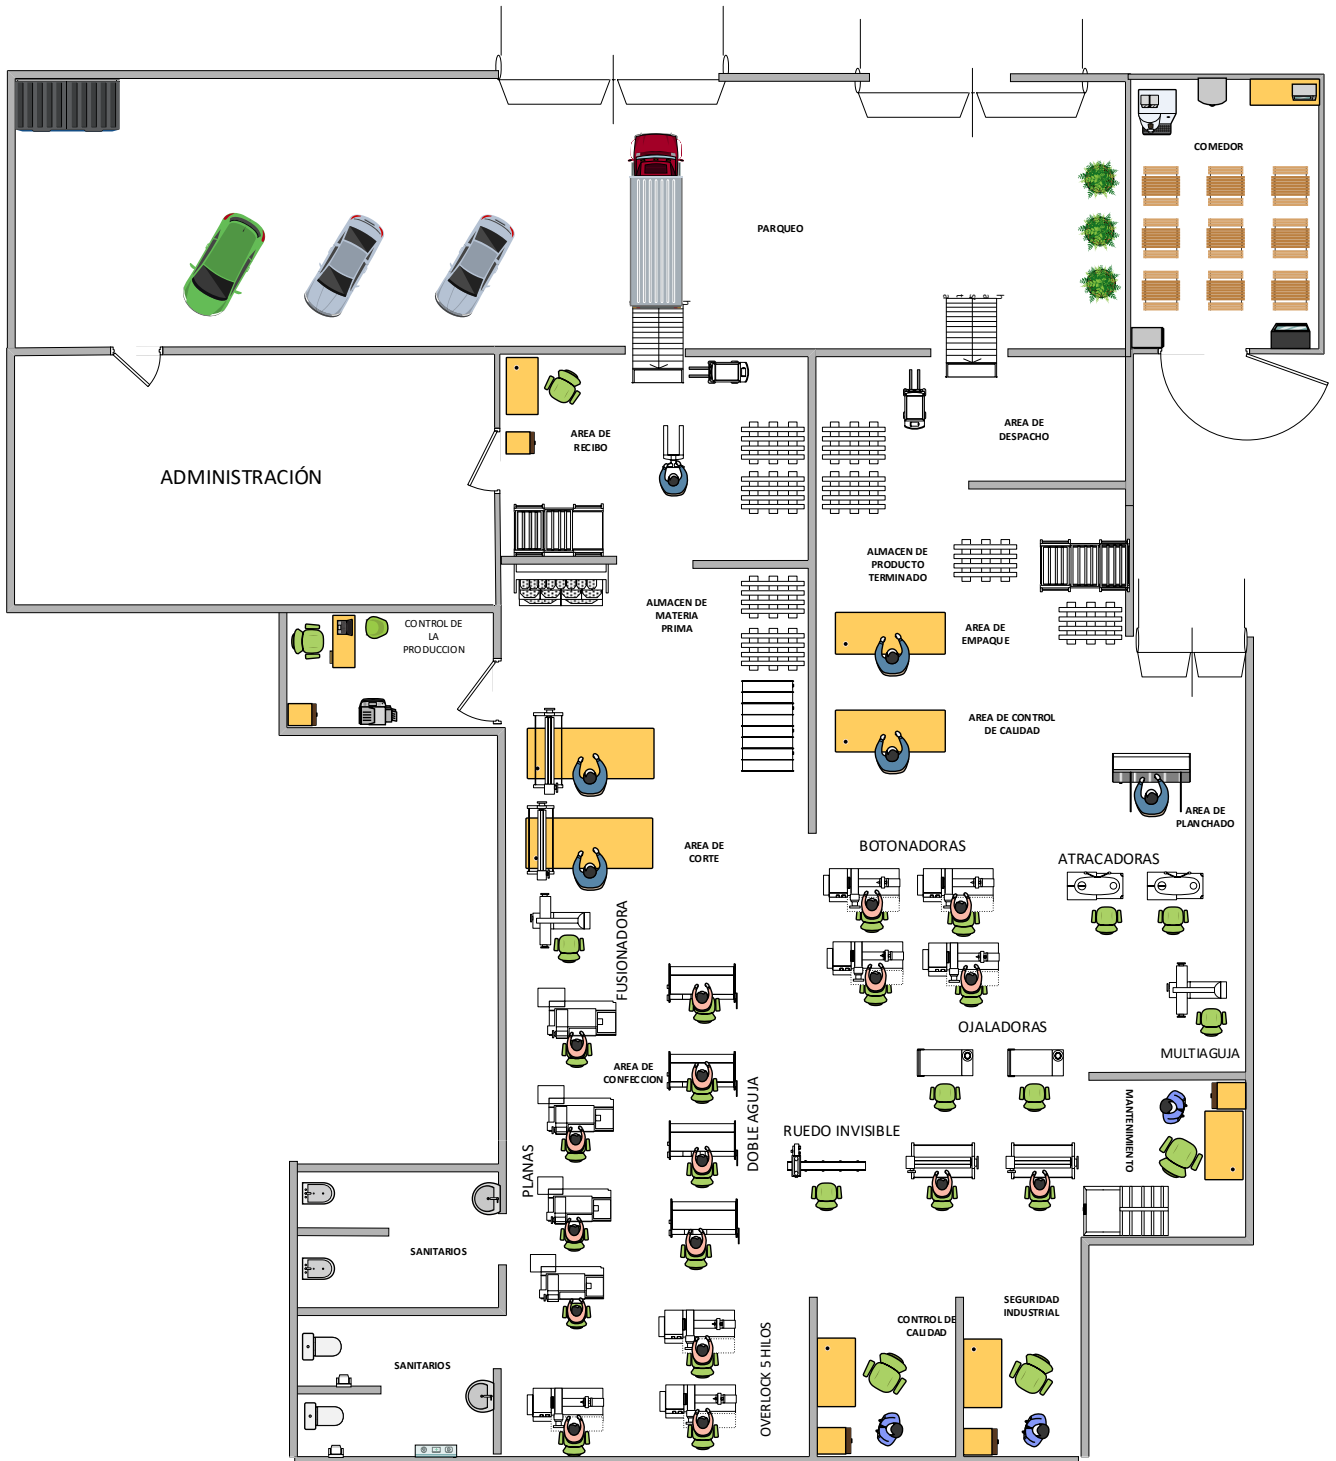 COMEDOR
PARQUEO
AREA DE
RECIBO
AREA DE
DESPACHO
ADMINISTRACIÓN
ALMACEN DE
PRODUCTO
TERMINADO
ALMACEN DE
MATERIA
PRIMA
CONTROL DE
LA
PRODUCCION
AREA DE
EMPAQUE
AREA DE CONTROL
DE CALIDAD
AREA DE
PLANCHADO
AREA DE
CORTE
BOTONADORAS
ATRACADORAS
FUSIONADORA
OJALADORAS
MULTIAGUJA
AREA DE
CONFECCION
DOBLE AGUJA
MANTENIMIENTO
RUEDO INVISIBLE
PLANAS
SANITARIOS
SEGURIDAD
INDUSTRIAL
CONTROL DE
CALIDAD
OVERLOCK 5 HILOS
SANITARIOS